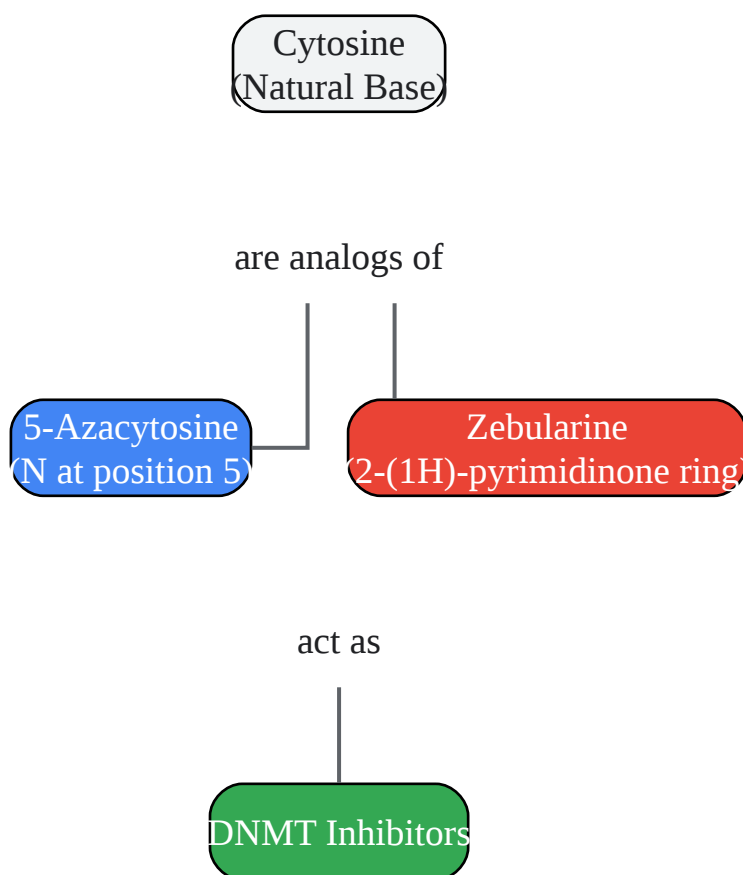 Cytosine
(Natural Base)
are analogs of
5-Azacytosine
(N at position 5)
Zebularine
(2-(1H)-pyrimidinone ring)
act as
DNMT Inhibitors